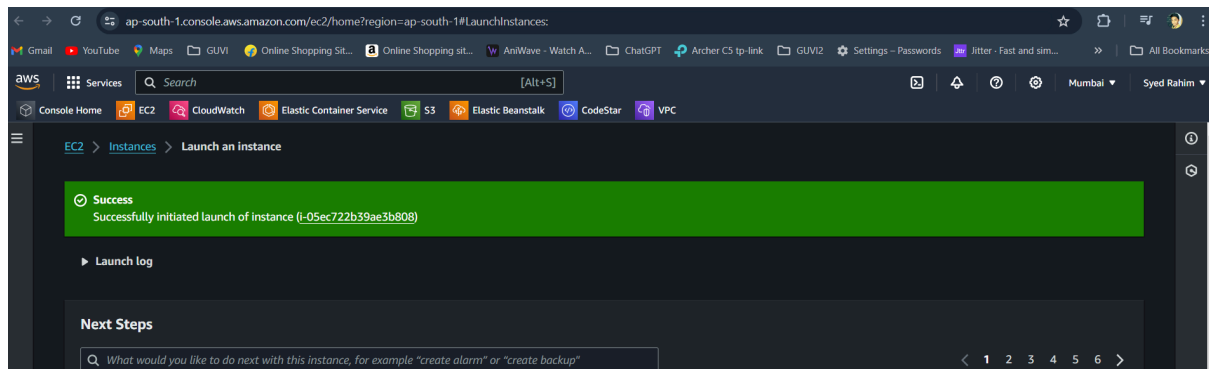 ap-south-1.console.aws.amazon.com/ec2/home?region=ap-south-1#LaunchInstances:
Gmail YouTube Maps GUVI Online Shopping Sit... Online Shopping sit... AniWave - Watch A... ChatGPT Archer C5 tp-link GUVI2 Settings – Passwords Jitter - Fast and sim... » All Bookmarks
aws Services Search [Alt+S] Mumbai ▼ Syed Rahim ▼
Console Home EC2 CloudWatch Elastic Container Service S3 Elastic Beanstalk CodeStar VPC
EC2 > Instances > Launch an instance
Success
Successfully initiated launch of instance (i-05ec722b39ae3b808)
▶ Launch log
Next Steps
What would you like to do next with this instance, for example "create alarm" or "create backup"
< 1 2 3 4 5 6 >